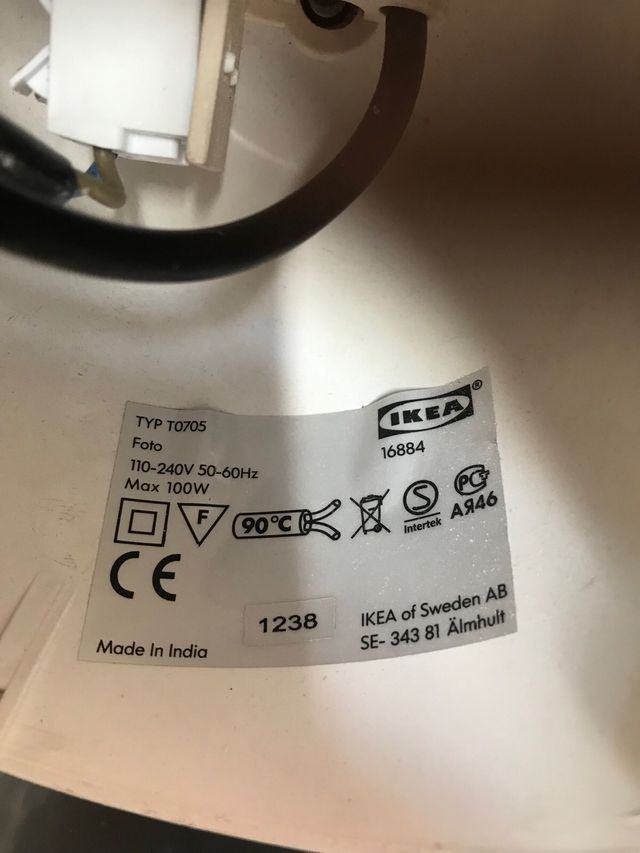 TYP T0705
Foto
110-240V 50-60Hz
Max 100W
IKEA®
16884
F
90°C
S
Intertek
PC
АЯ46
CE
1238
IKEA of Sweden AB
SE- 343 81 Älmhult
Made In India